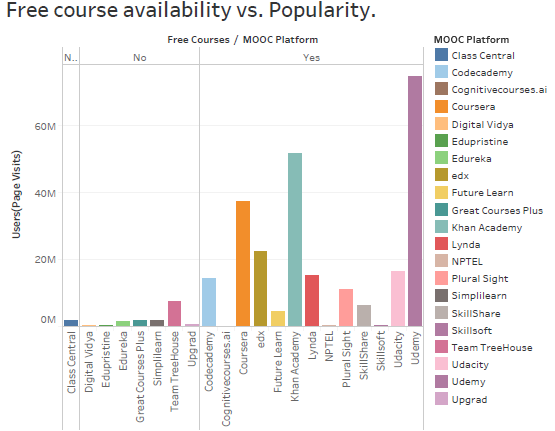 Free course availability vs. Popularity.
Free Courses / MOOC Platform
N..
No
Yes
Users(Page Visits)
60M
40M
20M
0M
Class Central
Digital Vidya
Edupristine
Edureka
Great Courses Plus
Simplilearn
Team TreeHouse
Upgrad
Codecademy
Cognitivecourses.ai
Coursera
edx
Future Learn
Khan Academy
Lynda
NPTEL
Plural Sight
SkillShare
Skillsoft
Udacity
Udemy
MOOC Platform
Class Central
Codecademy
Cognitivecourses.ai
Coursera
Digital Vidya
Edupristine
Edureka
edx
Future Learn
Great Courses Plus
Khan Academy
Lynda
NPTEL
Plural Sight
Simplilearn
SkillShare
Skillsoft
Team TreeHouse
Udacity
Udemy
Upgrad